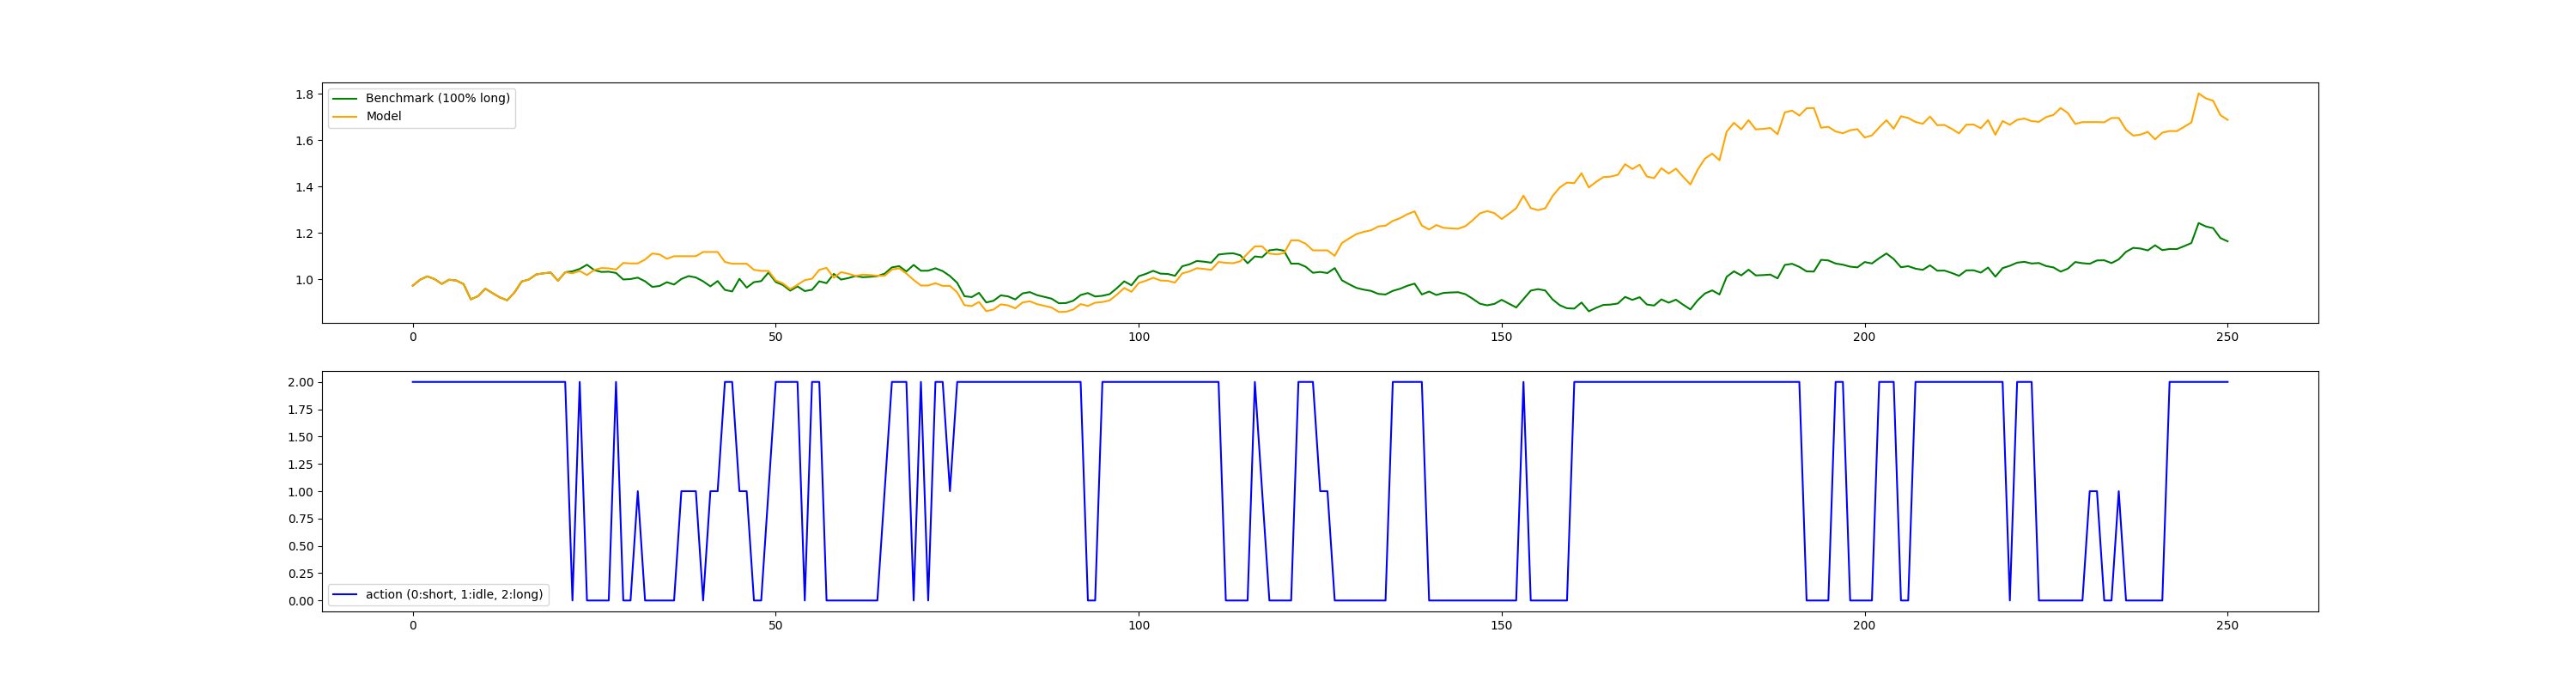 1.8
1.6
1.4
1.2
1.0
Benchmark (100% long)
Model
0 50 100 150 200 250
2.00
1.75
1.50
1.25
1.00
0.75
0.50
0.25
0.00
action (0:short, 1:idle, 2:long)
0 50 100 150 200 250